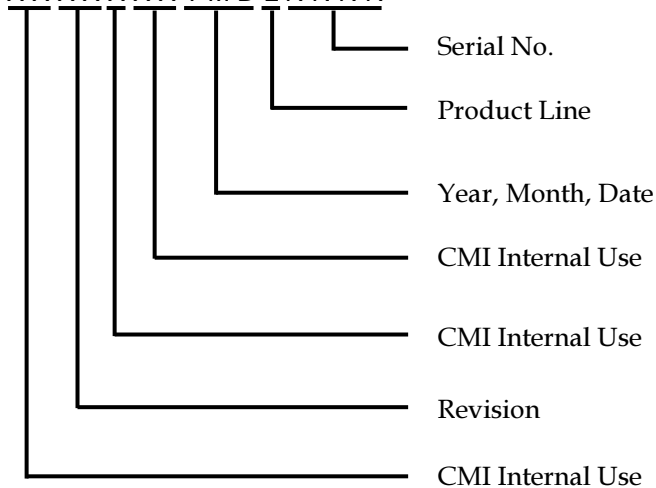 Serial No.
Product Line
Year, Month, Date
CMI Internal Use
CMI Internal Use
Revision
CMI Internal Use